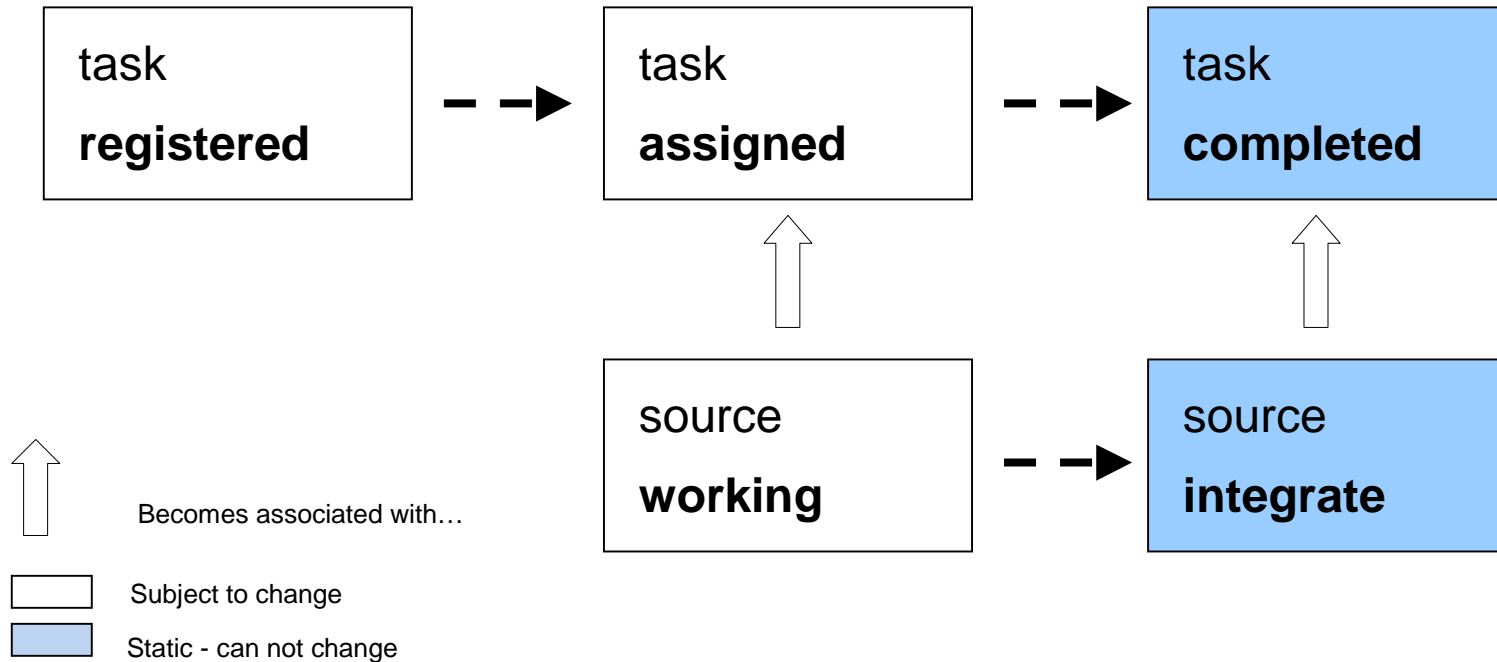 task
registered
task
assigned
task
completed
source
working
source
integrate
Becomes associated with…
Subject to change
Static - can not change